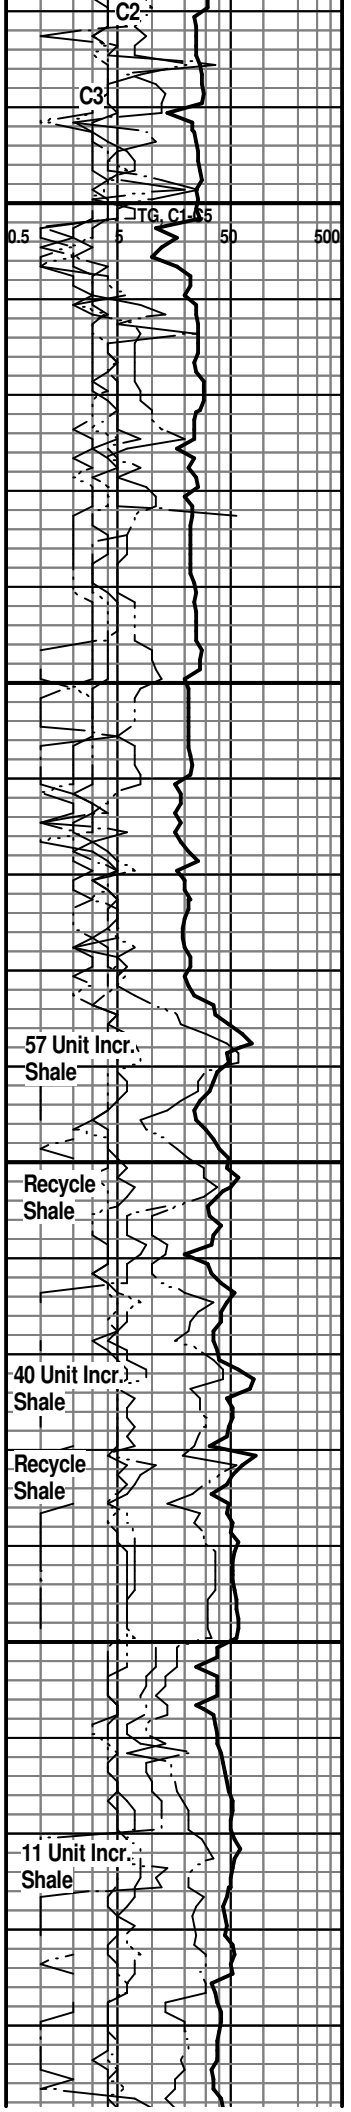 C2
C3
TG, C1-C5
0.5 5 50 500
57 Unit Incr.
Shale
Recycle
Shale
40 Unit Incr.
Shale
Recycle
Shale
11 Unit Incr.
Shale